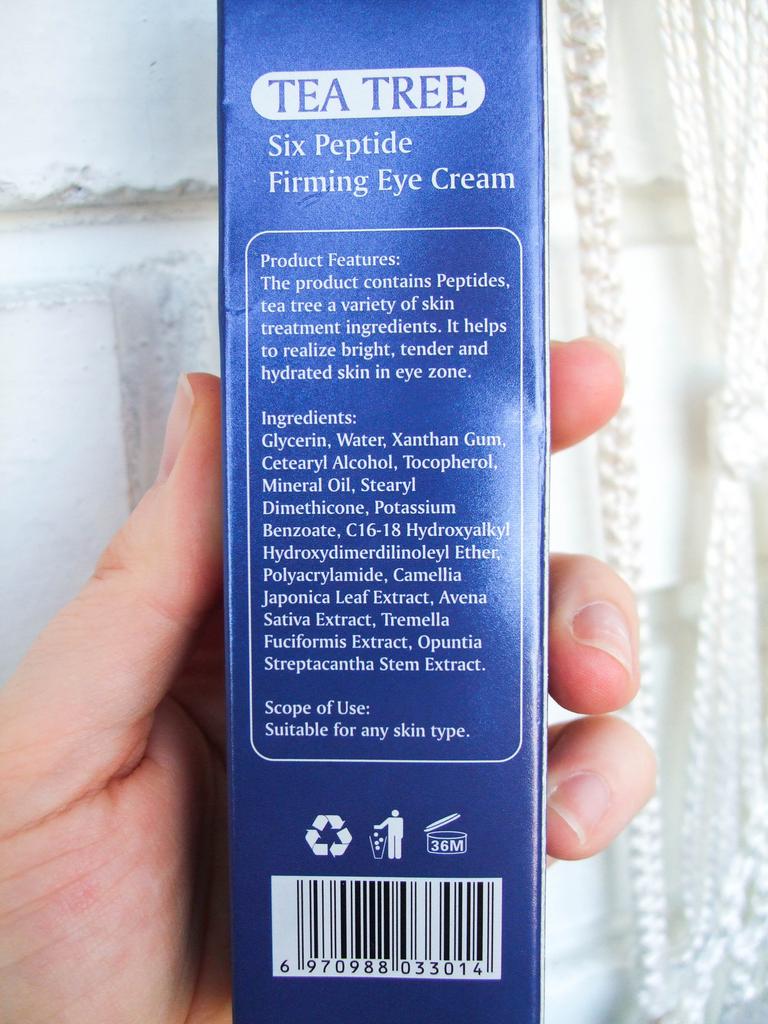 TEA TREE
Six Peptide
Firming Eye Cream
Product Features:
The product contains Peptides,
tea tree a variety of skin
treatment ingredients. It helps
to realize bright, tender and
hydrated skin in eye zone.
Ingredients:
Glycerin, Water, Xanthan Gum,
Cetearyl Alcohol, Tocopherol,
Mineral Oil, Stearyl
Dimethicone, Potassium
Benzoate, C16-18 Hydroxyalkyl
Hydroxydimerdilinoleyl Ether,
Polyacrylamide, Camellia
Japonica Leaf Extract, Avena
Sativa Extract, Tremella
Fuciformis Extract, Opuntia
Streptacantha Stem Extract.
Scope of Use:
Suitable for any skin type.
36M
6 970988 033014